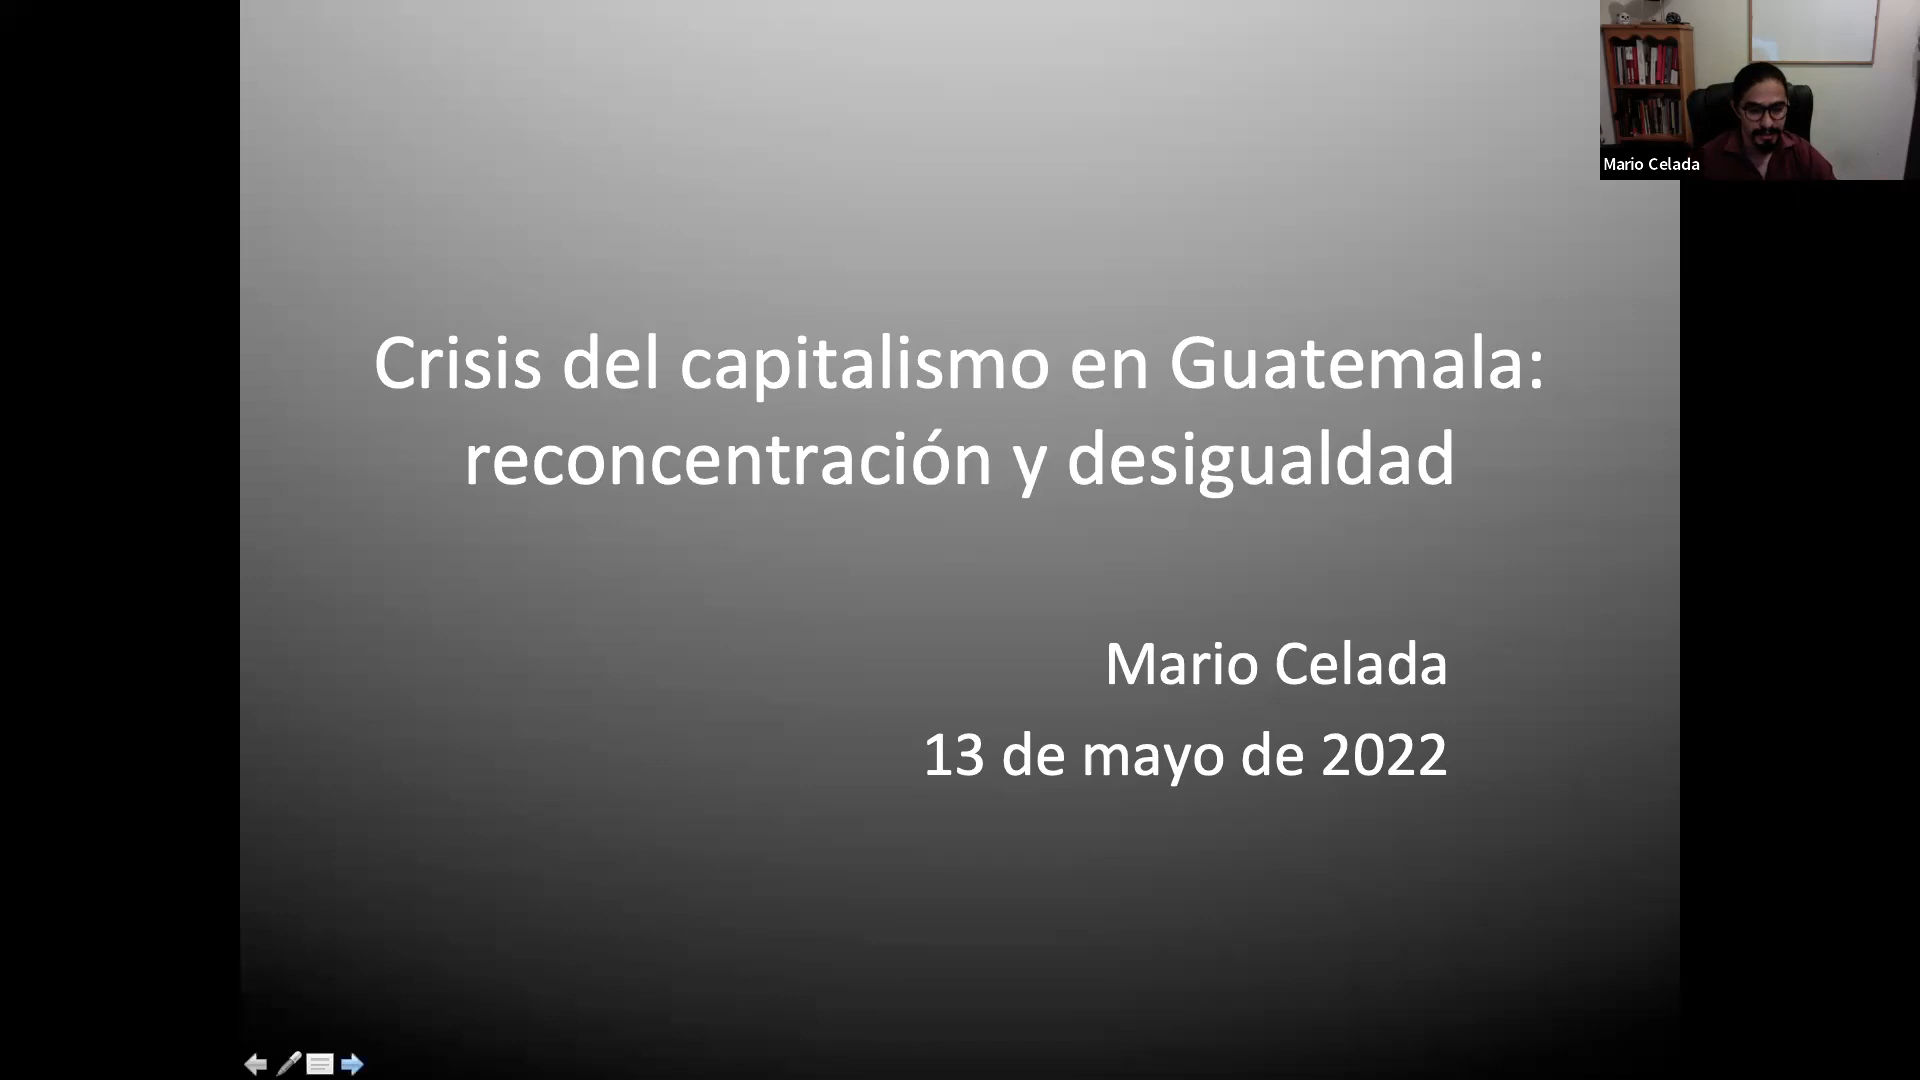 Crisis del capitalismo en Guatemala:
reconcentración y desigualdad
Mario Celada
13 de mayo de 2022
Mario Celada